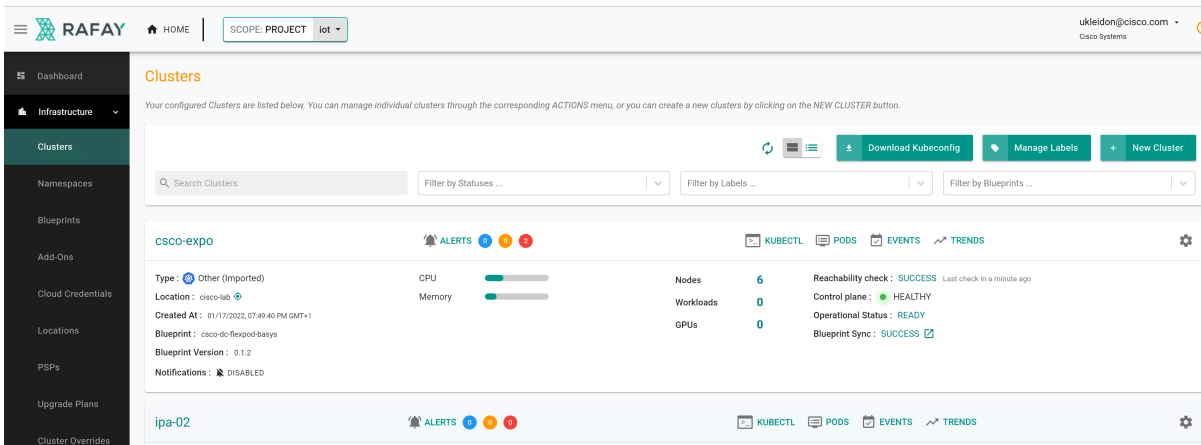 RAFAY
HOME
SCOPE: PROJECT iot
ukleidon@cisco.com
Cisco Systems
Dashboard
Infrastructure
Clusters
Namespaces
Blueprints
Add-Ons
Cloud Credentials
Locations
PSPs
Upgrade Plans
Cluster Overrides
Clusters
Your configured Clusters are listed below. You can manage individual clusters through the corresponding ACTIONS menu, or you can create a new clusters by clicking on the NEW CLUSTER button.
Download Kubeconfig
Manage Labels
+ New Cluster
Search Clusters
Filter by Statuses ...
Filter by Labels ...
Filter by Blueprints ...
csco-expo
ALERTS 0 0 2
KUBECTL PODS EVENTS TRENDS
Type : Other (Imported)
Location : cisco-lab
Created At : 01/17/2022, 07:49:40 PM GMT+1
Blueprint : csco-dc-flexpod-basys
Blueprint Version : 0.1.2
Notifications : DISABLED
CPU
Memory
Nodes 6
Workloads 0
GPUs 0
Reachability check : SUCCESS Last check in a minute ago
Control plane : HEALTHY
Operational Status : READY
Blueprint Sync : SUCCESS
ipa-02
ALERTS 0 0 0
KUBECTL PODS EVENTS TRENDS